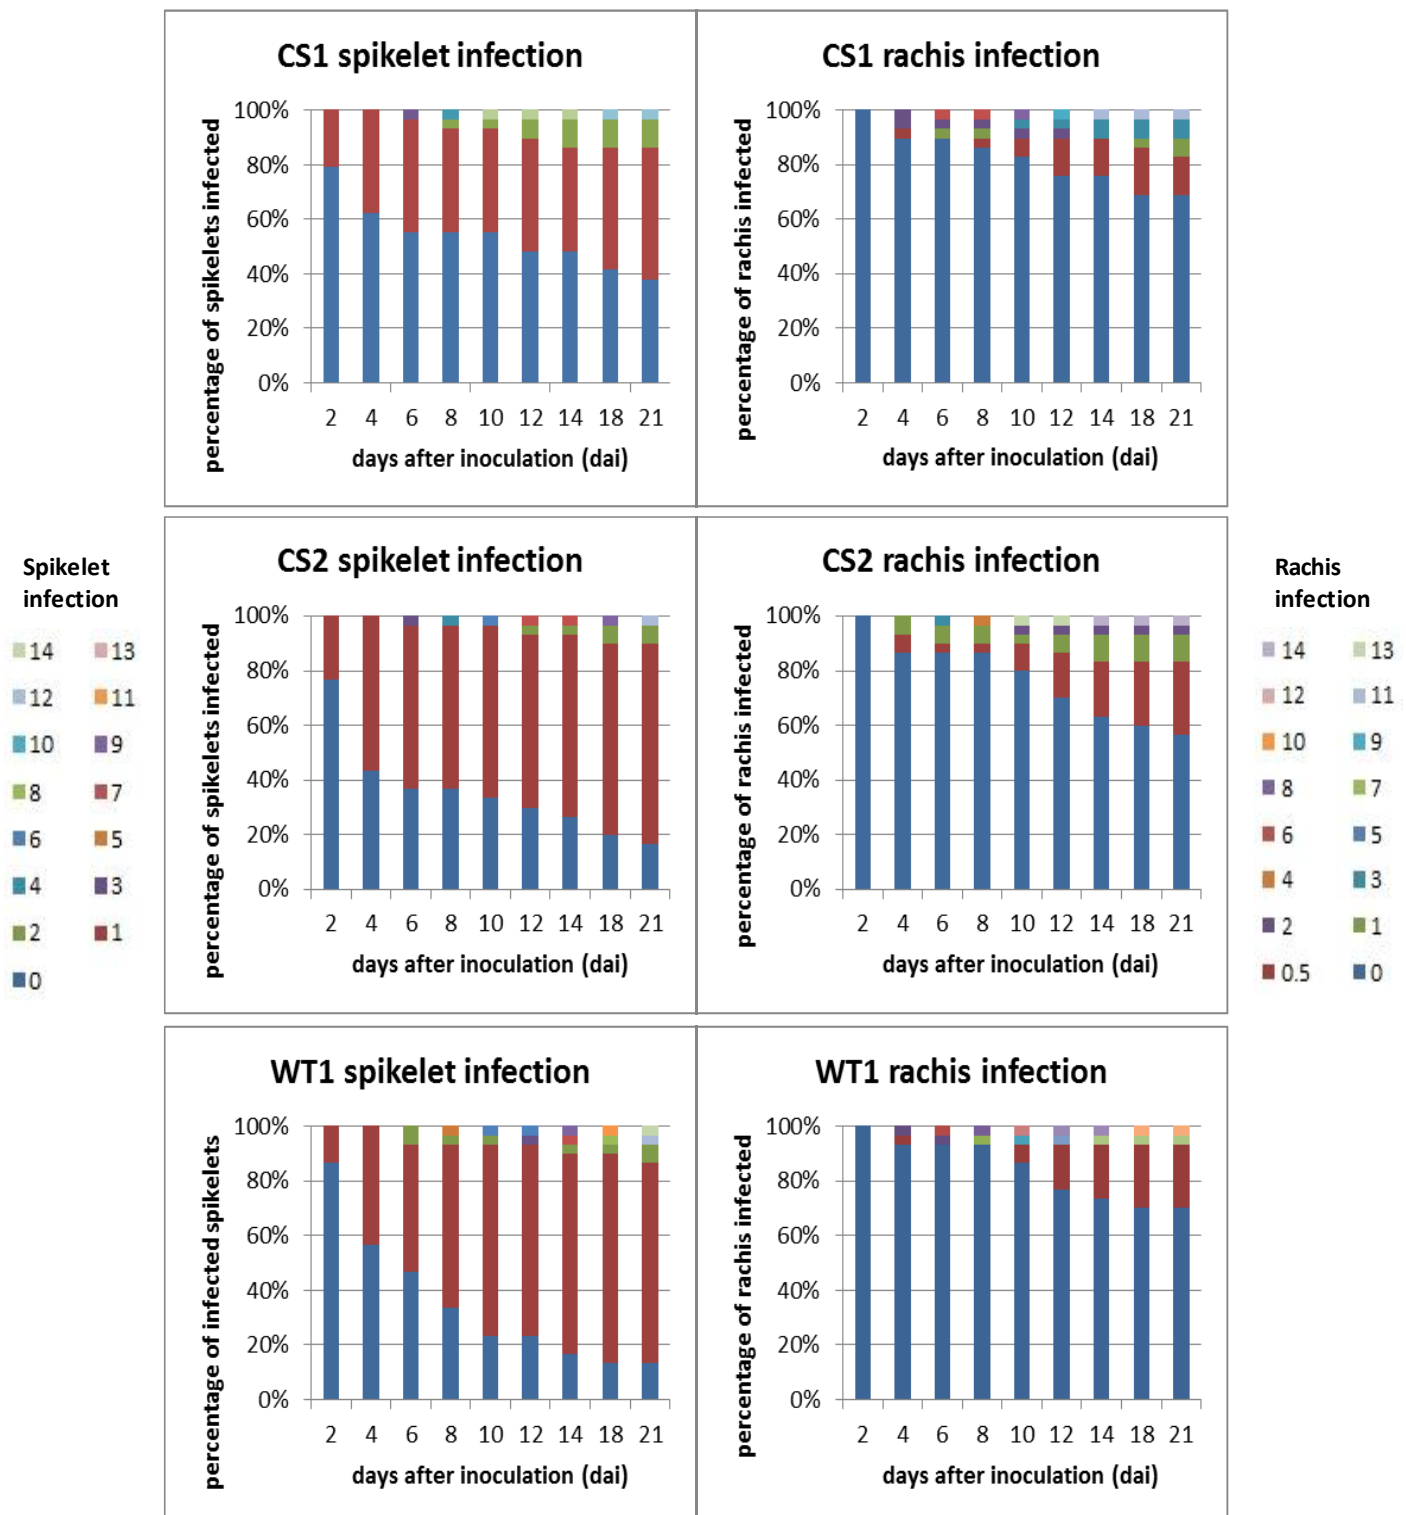 CS1 spikelet infection
percentage of spikelets infected
100%
80%
60%
40%
20%
0%
2 4 6 8 10 12 14 18 21
days after inoculation (dai)
CS1 rachis infection
percentage of rachis infected
100%
80%
60%
40%
20%
0%
2 4 6 8 10 12 14 18 21
days after inoculation (dai)
Spikelet
infection
14 13
12 11
10 9
8 7
6 5
4 3
2 1
0
CS2 spikelet infection
percentage of spikelets infected
100%
80%
60%
40%
20%
0%
2 4 6 8 10 12 14 18 21
days after inoculation (dai)
CS2 rachis infection
percentage of rachis infected
100%
80%
60%
40%
20%
0%
2 4 6 8 10 12 14 18 21
days after inoculation (dai)
Rachis
infection
14 13
12 11
10 9
8 7
6 5
4 3
2 1
0.5 0
WT1 spikelet infection
percentage of infected spikelets
100%
80%
60%
40%
20%
0%
2 4 6 8 10 12 14 18 21
days after inoculation (dai)
WT1 rachis infection
percentage of rachis infected
100%
80%
60%
40%
20%
0%
2 4 6 8 10 12 14 18 21
days after inoculation (dai)